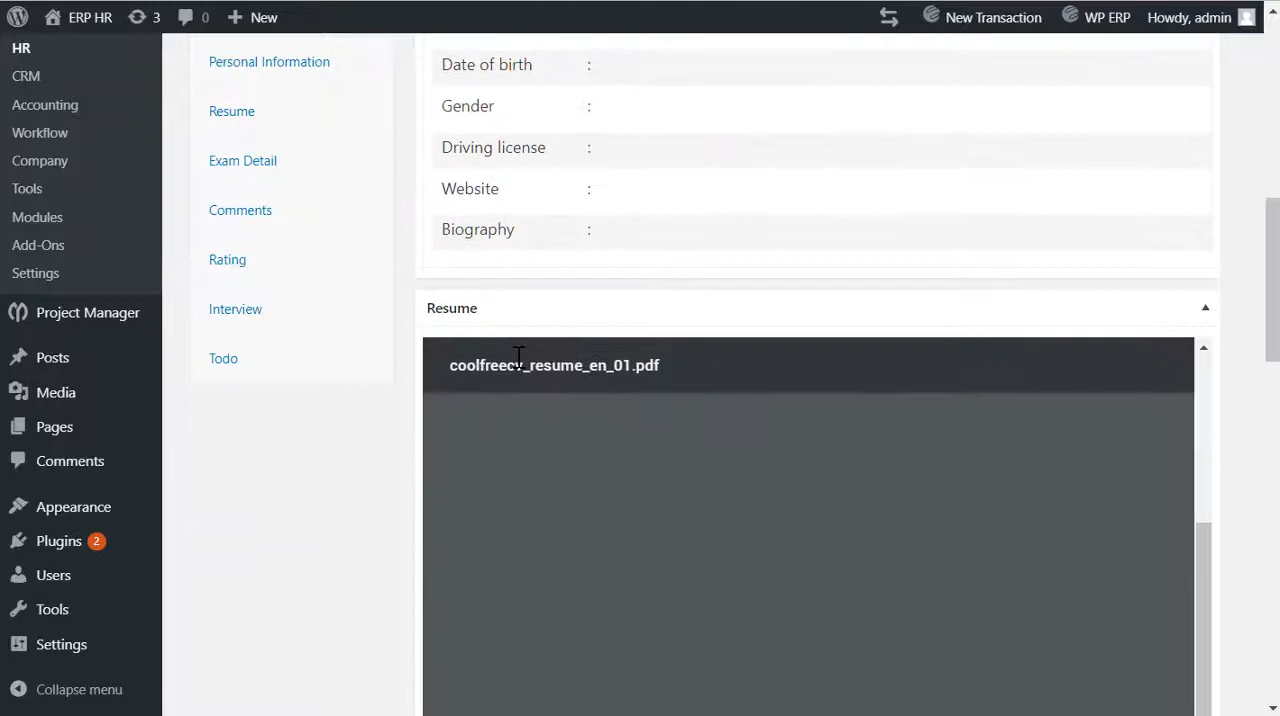 ERP HR 3 0 + New New Transaction WP ERP Howdy, admin
HR
CRM
Accounting
Workflow
Company
Tools
Modules
Add-Ons
Settings
Project Manager
Posts
Media
Pages
Comments
Appearance
Plugins 2
Users
Tools
Settings
Collapse menu
Personal Information
Resume
Exam Detail
Comments
Rating
Interview
Todo
Date of birth :
Gender :
Driving license :
Website :
Biography :
Resume
coolfreecv_resume_en_01.pdf